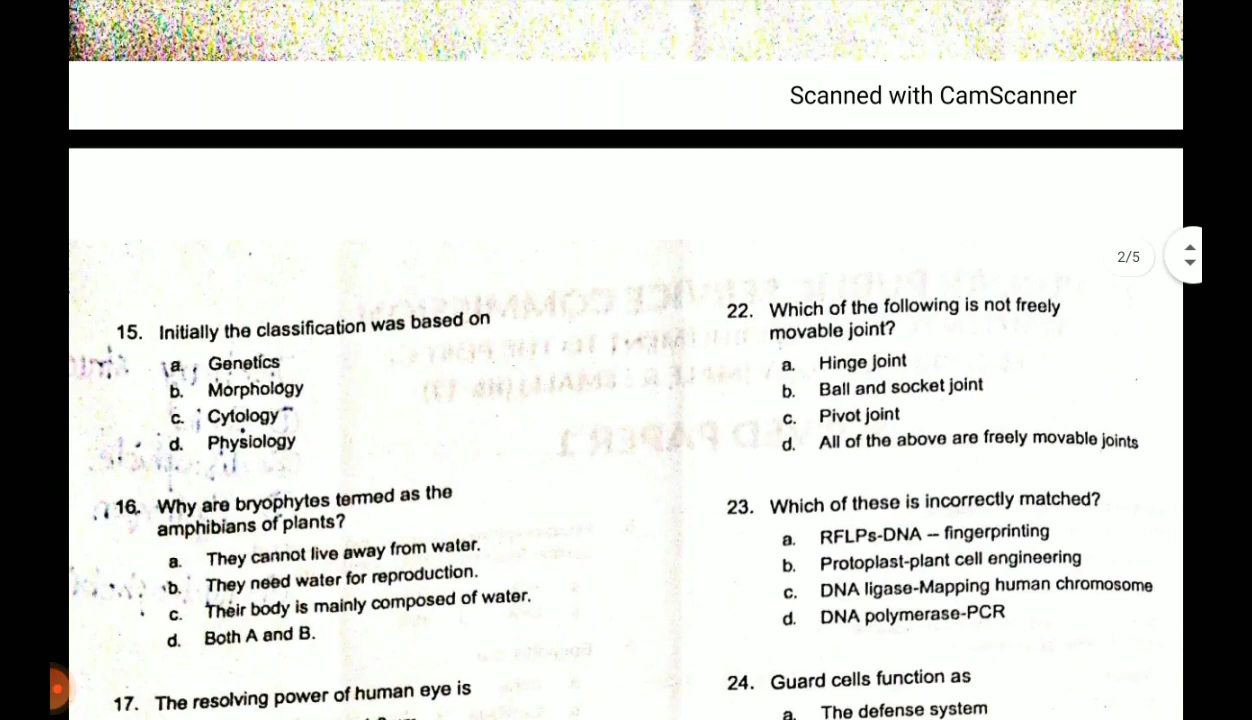 Scanned with CamScanner
2/5
15. Initially the classification was based on
a. Genetics
b. Morphology
c. Cytology
d. Physiology
16. Why are bryophytes termed as the
amphibians of plants?
a. They cannot live away from water.
b. They need water for reproduction.
c. Their body is mainly composed of water.
d. Both A and B.
17. The resolving power of human eye is
22. Which of the following is not freely
movable joint?
a. Hinge joint
b. Ball and socket joint
c. Pivot joint
d. All of the above are freely movable joints
23. Which of these is incorrectly matched?
a. RFLPs-DNA – fingerprinting
b. Protoplast-plant cell engineering
c. DNA ligase-Mapping human chromosome
d. DNA polymerase-PCR
24. Guard cells function as
a. The defense system